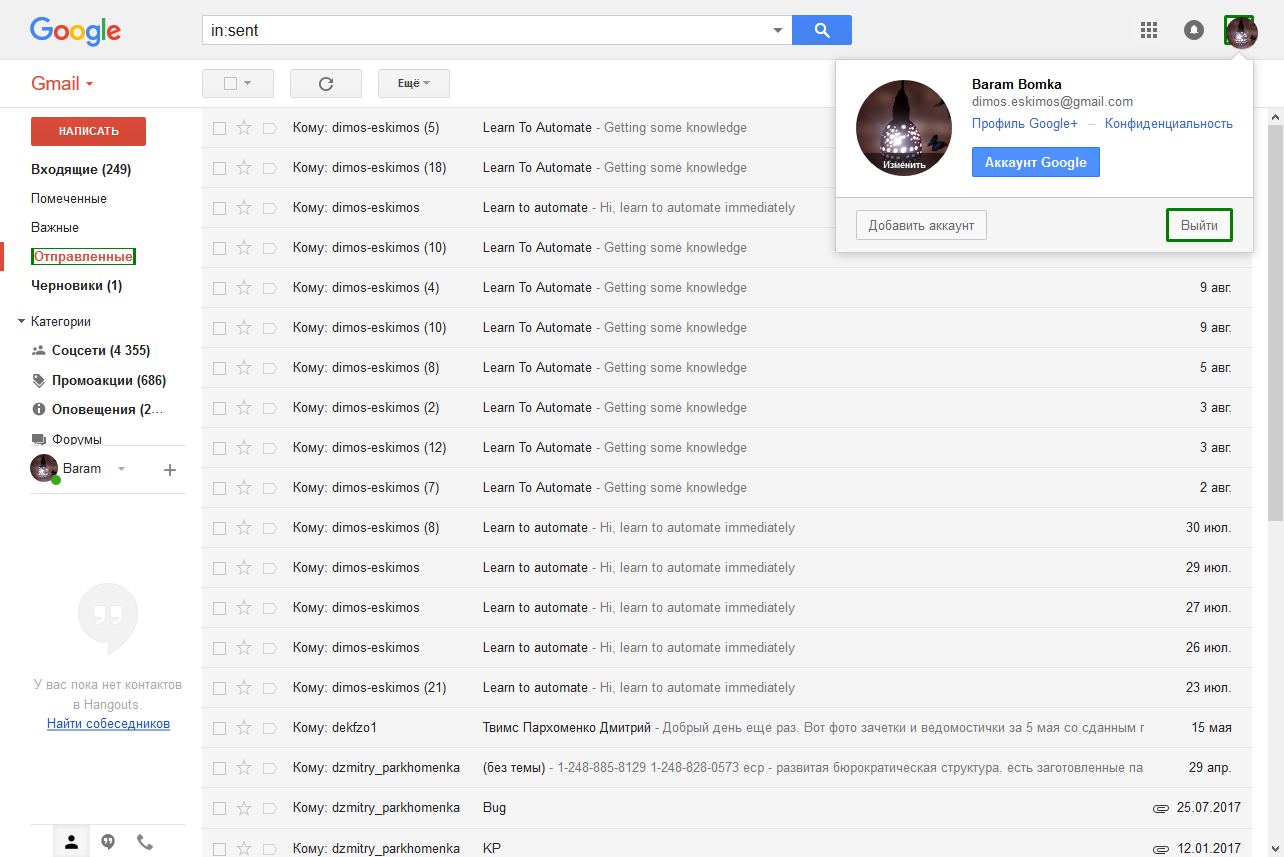 Google
in:sent
Gmail
Ещё
Baram Bomka
dimos.eskimos@gmail.com
Профиль Google+ – Конфиденциальность
Изменить
Аккаунт Google
Добавить аккаунт
Выйти
НАПИСАТЬ
Входящие (249)
Помеченные
Важные
Отправленные
Черновики (1)
Категории
Соцсети (4 355)
Промоакции (686)
Оповещения (2...
Форумы
Baram
У вас пока нет контактов
в Hangouts.
Найти собеседников
Кому: dimos-eskimos (5) Learn To Automate - Getting some knowledge
Кому: dimos-eskimos (18) Learn To Automate - Getting some knowledge
Кому: dimos-eskimos Learn to automate - Hi, learn to automate immediately
Кому: dimos-eskimos (10) Learn To Automate - Getting some knowledge
Кому: dimos-eskimos (4) Learn To Automate - Getting some knowledge 9 авг.
Кому: dimos-eskimos (10) Learn To Automate - Getting some knowledge 9 авг.
Кому: dimos-eskimos (8) Learn To Automate - Getting some knowledge 5 авг.
Кому: dimos-eskimos (2) Learn To Automate - Getting some knowledge 3 авг.
Кому: dimos-eskimos (12) Learn To Automate - Getting some knowledge 3 авг.
Кому: dimos-eskimos (7) Learn To Automate - Getting some knowledge 2 авг.
Кому: dimos-eskimos (8) Learn to automate - Hi, learn to automate immediately 30 июл.
Кому: dimos-eskimos Learn to automate - Hi, learn to automate immediately 29 июл.
Кому: dimos-eskimos Learn to automate - Hi, learn to automate immediately 27 июл.
Кому: dimos-eskimos Learn to automate - Hi, learn to automate immediately 26 июл.
Кому: dimos-eskimos (21) Learn to automate - Hi, learn to automate immediately 23 июл.
Кому: dekfzo1 Твимс Пархоменко Дмитрий - Добрый день еще раз. Вот фото зачетки и ведомостички за 5 мая со сданным 15 мая
Кому: dzmitry_parkhomenka (без темы) - 1-248-885-8129 1-248-828-0573 еср - развитая бюрократическая структура. есть заготовленные па 29 апр.
Кому: dzmitry_parkhomenka Bug 25.07.2017
Кому: dzmitry_parkhomenka KP 12.01.2017